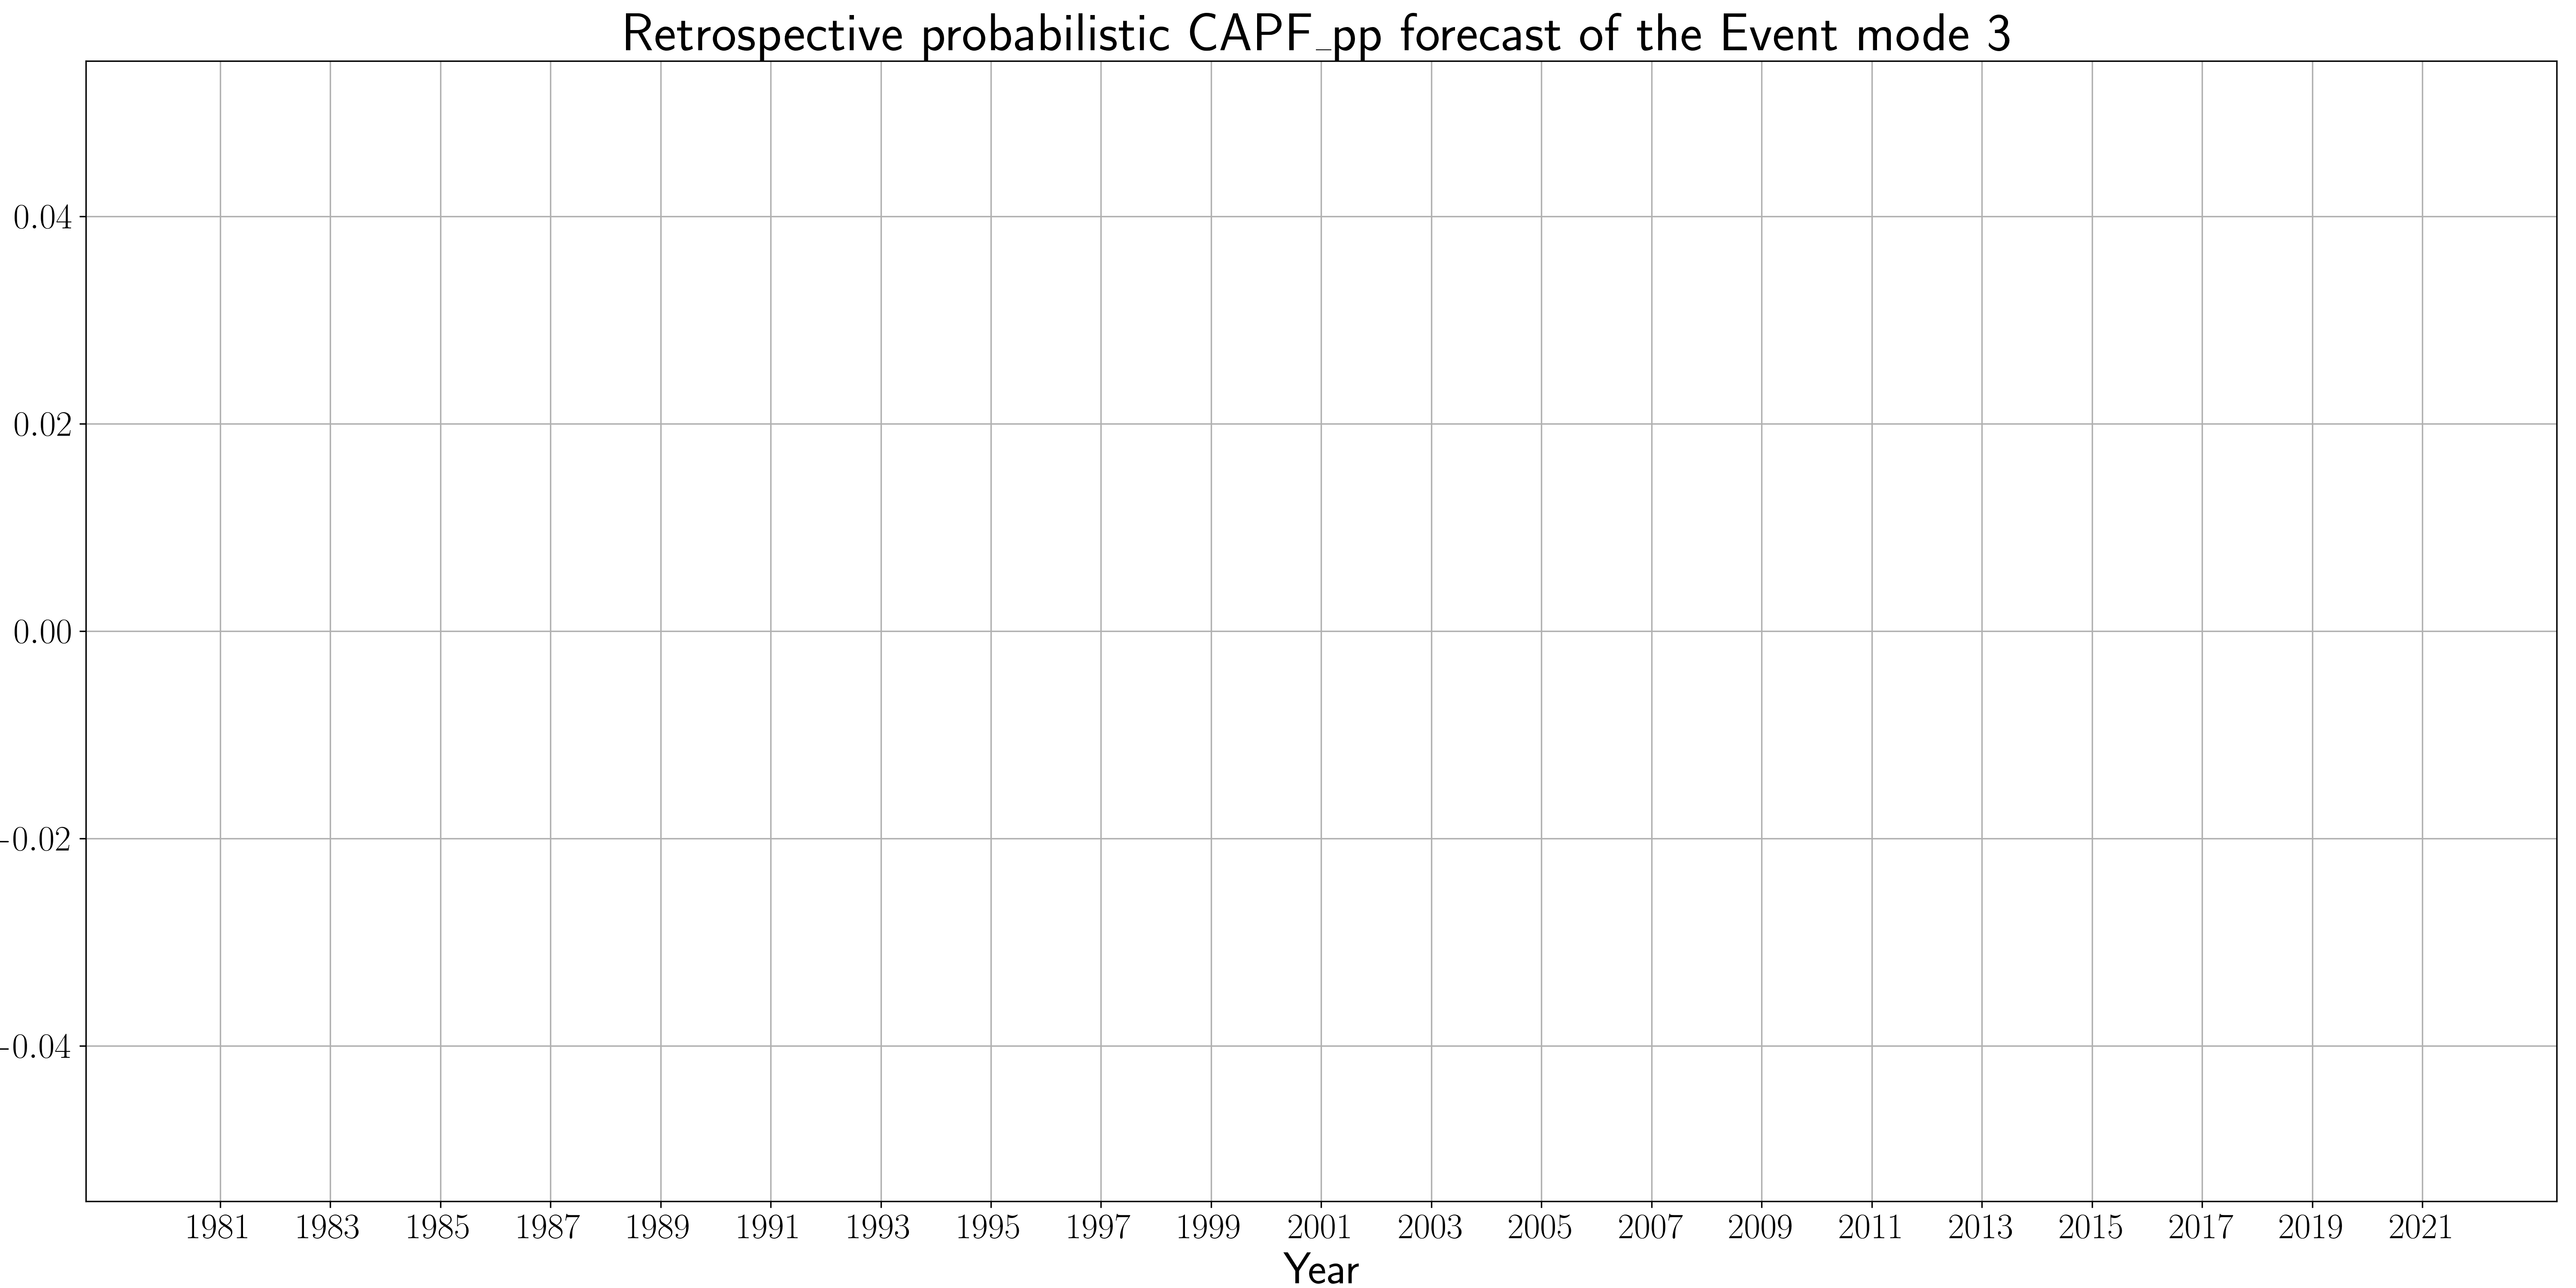 Retrospective probabilistic CAPF_pp forecast of the Event mode 3
0.04
0.02
0.00
−0.02
−0.04
1981 1983 1985 1987 1989 1991 1993 1995 1997 1999 2001 2003 2005 2007 2009 2011 2013 2015 2017 2019 2021
Year